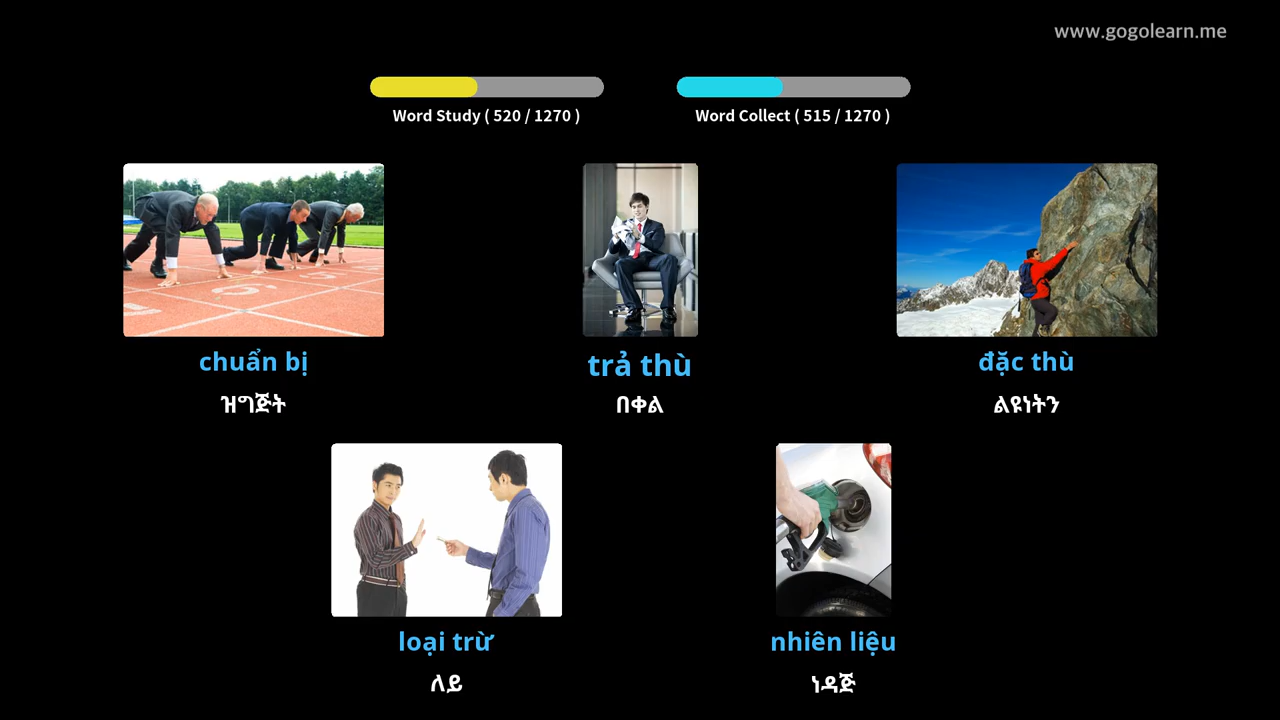 www.gogolearn.me
Word Study ( 520 / 1270 )
Word Collect ( 515 / 1270 )
chuẩn bị
ዝግጅት
trả thù
በቀል
đặc thù
ልዩነትን
loại trừ
ለይ
nhiên liệu
ነዳጅ